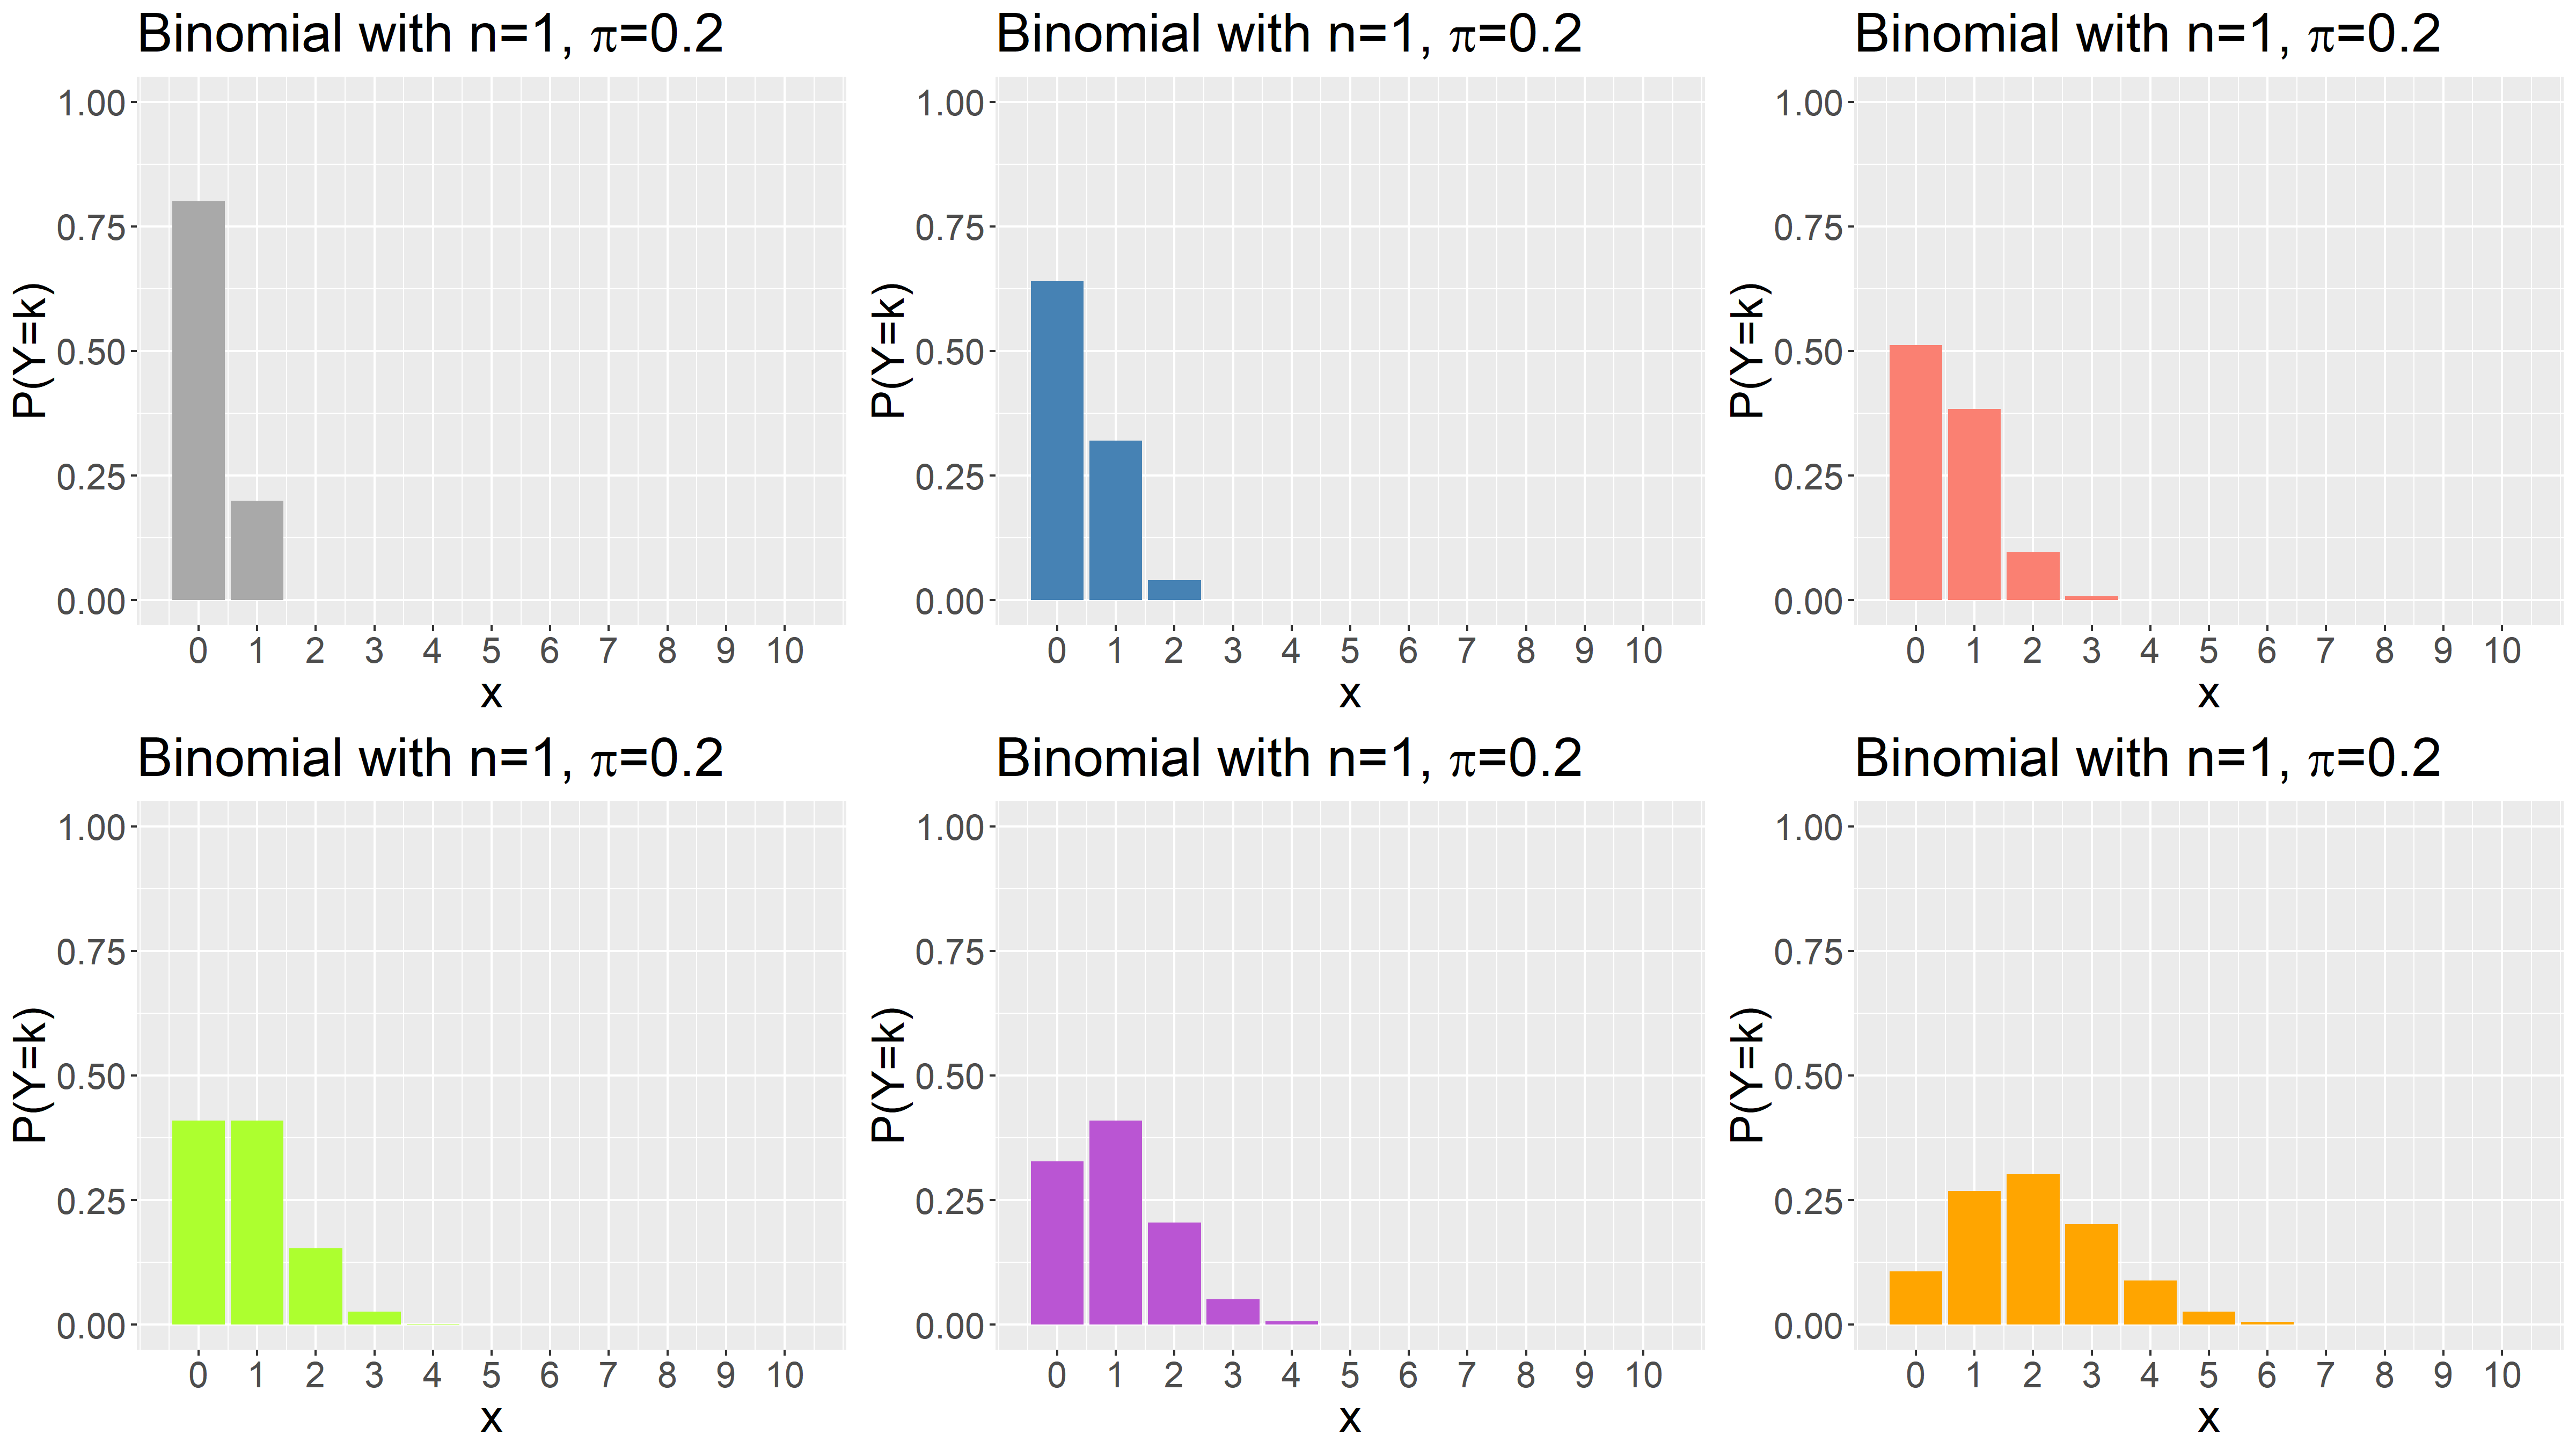 Binomial with n=1, π=0.2
P(Y=k)
1.00
0.75
0.50
0.25
0.00
0 1 2 3 4 5 6 7 8 9 10
x
Binomial with n=1, π=0.2
P(Y=k)
1.00
0.75
0.50
0.25
0.00
0 1 2 3 4 5 6 7 8 9 10
x
Binomial with n=1, π=0.2
P(Y=k)
1.00
0.75
0.50
0.25
0.00
0 1 2 3 4 5 6 7 8 9 10
x
Binomial with n=1, π=0.2
P(Y=k)
1.00
0.75
0.50
0.25
0.00
0 1 2 3 4 5 6 7 8 9 10
x
Binomial with n=1, π=0.2
P(Y=k)
1.00
0.75
0.50
0.25
0.00
0 1 2 3 4 5 6 7 8 9 10
x
Binomial with n=1, π=0.2
P(Y=k)
1.00
0.75
0.50
0.25
0.00
0 1 2 3 4 5 6 7 8 9 10
x